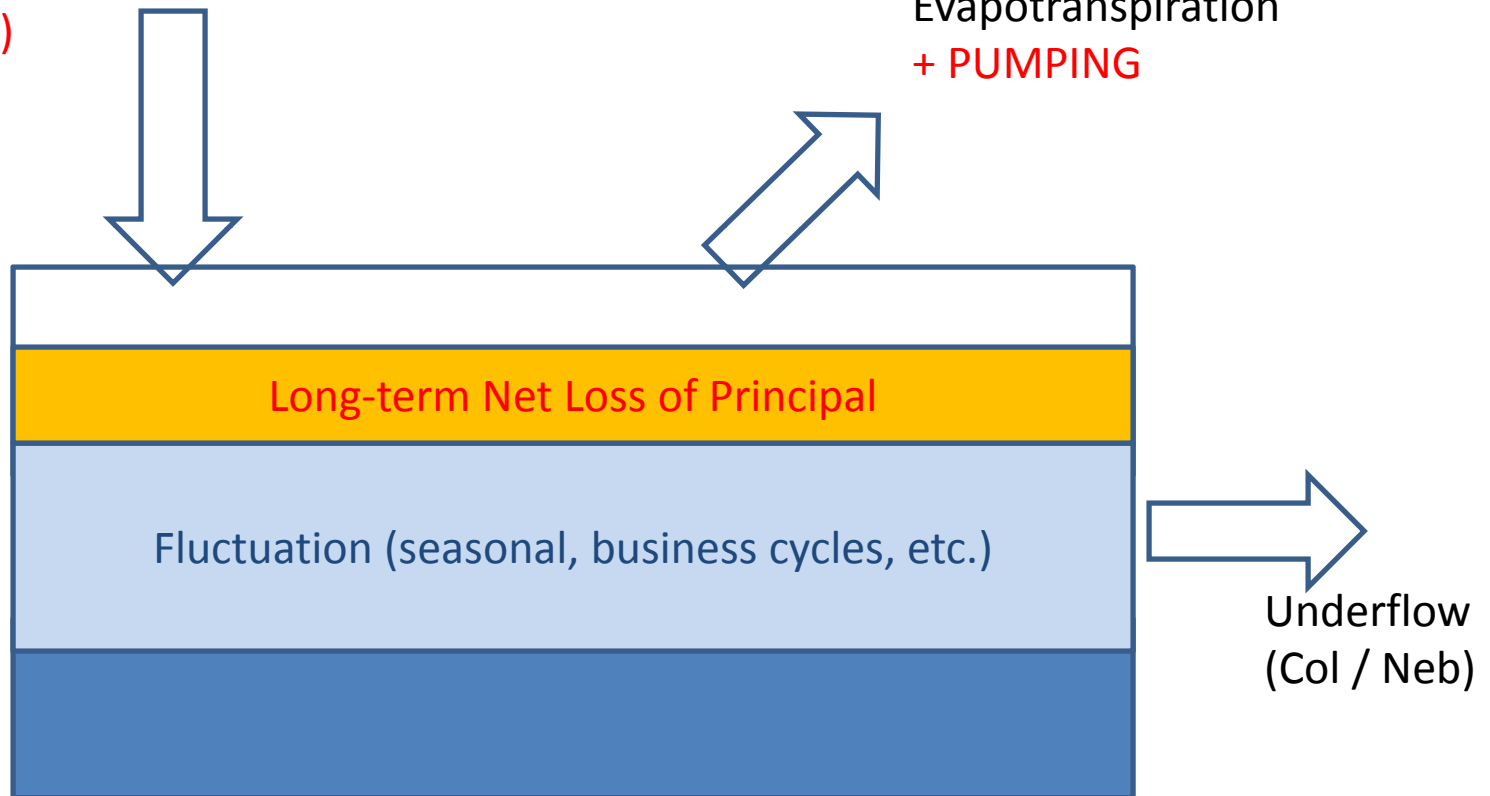 )
Evapotranspiration
+ PUMPING
Long-term Net Loss of Principal
Fluctuation (seasonal, business cycles, etc.)
Underflow
(Col / Neb)